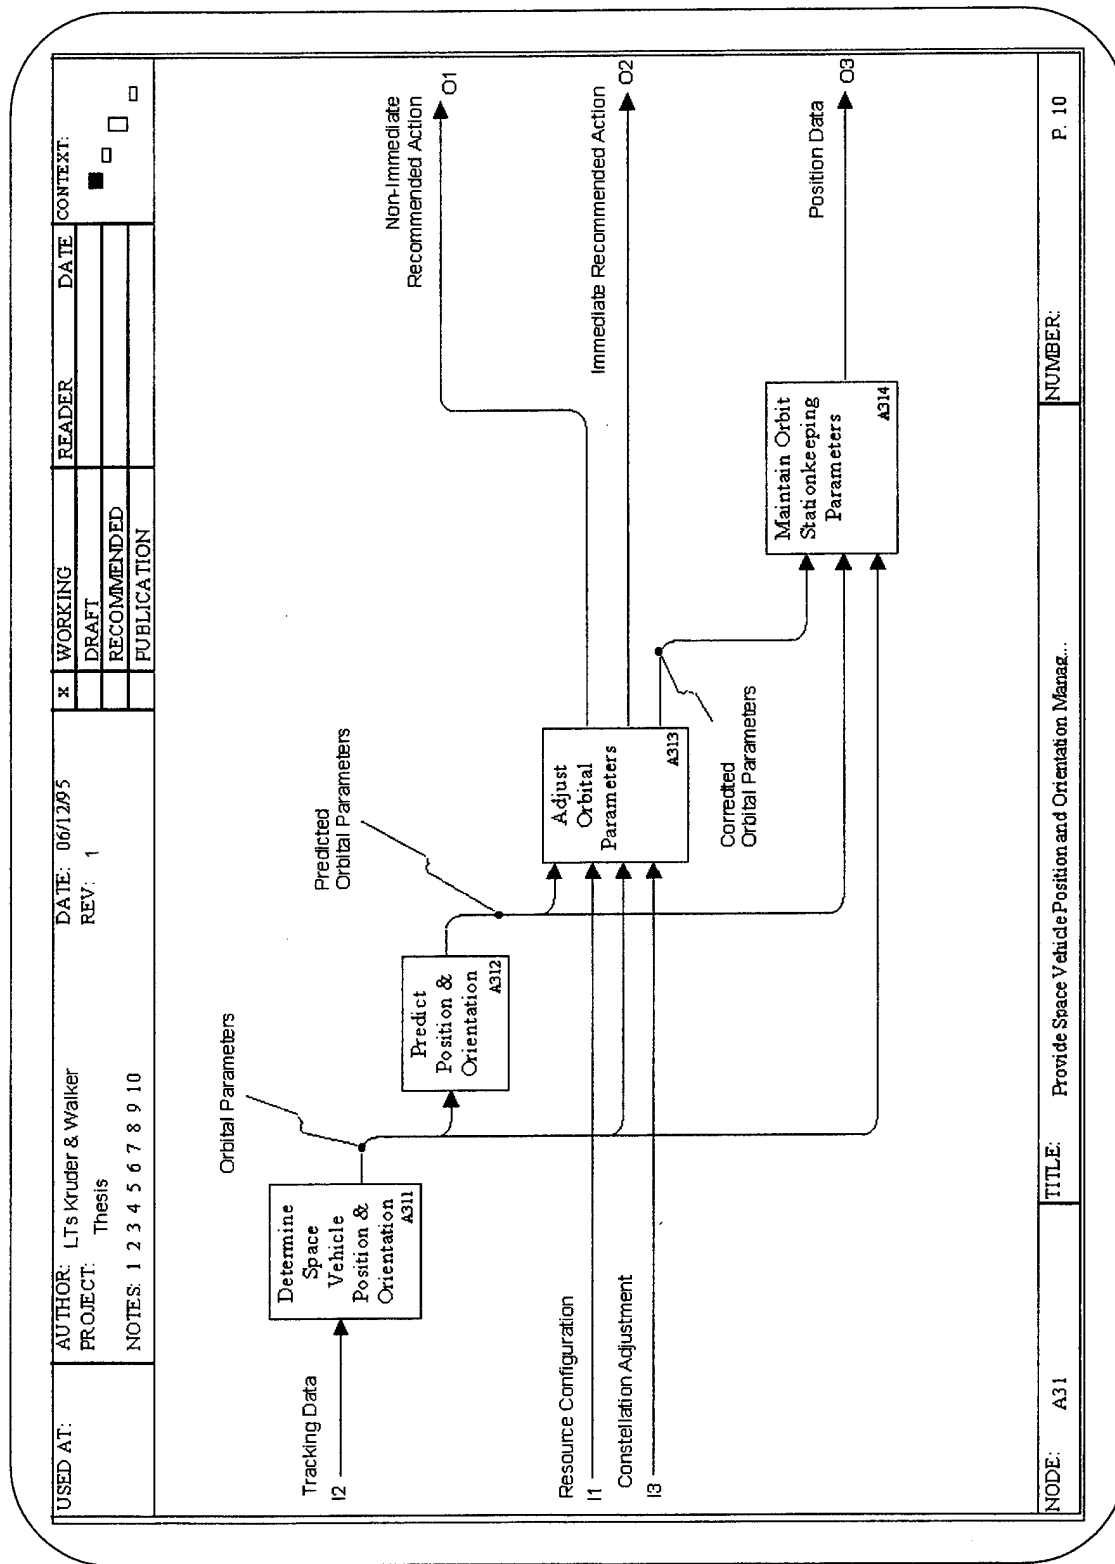 USED AT:
AUTHOR: LTs Kruder & Walker
PROJECT: Thesis
NOTES: 1 2 3 4 5 6 7 8 9 10
DATE: 06/12/95
REV: 1
x WORKING
DRAFT
RECOMMENDED
PUBLICATION
READER DATE
CONTEXT:
Tracking Data
I2
Determine
Space
Vehicle
Position &
Orientation
A311
Orbital Parameters
Predict
Position &
Orientation
A312
Predicted
Orbital Parameters
Resource Configuration
I1
Constellation Adjustment
I3
Adjust
Orbital
Parameters
A313
Corredted
Orbital Parameters
Maintain Orbit
Stationkeeping
Parameters
A314
Non-Immediate
Recommended Action
O1
Immediate Recommended Action
O2
Position Data
O3
NODE: A31
TITLE: Provide Space Vehicle Position and Orientation Manag...
NUMBER: P. 10